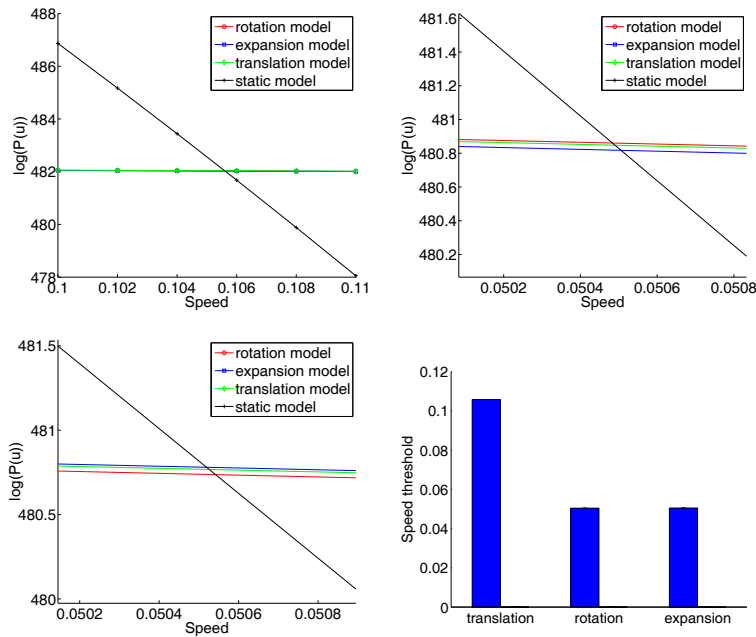 488
486
484
482
480
478
0.1
0.102
0.104
0.106
0.108
0.11
log(P(u))
Speed
rotation model
expansion model
translation model
static model
481.6
481.4
481.2
481
480.8
480.6
480.4
480.2
0.0502
0.0504
0.0506
0.0508
log(P(u))
Speed
rotation model
expansion model
translation model
static model
481.5
481
480.5
480
0.0502
0.0504
0.0506
0.0508
log(P(u))
Speed
rotation model
expansion model
translation model
static model
0.12
0.1
0.08
0.06
0.04
0.02
0
Speed threshold
translation
rotation
expansion